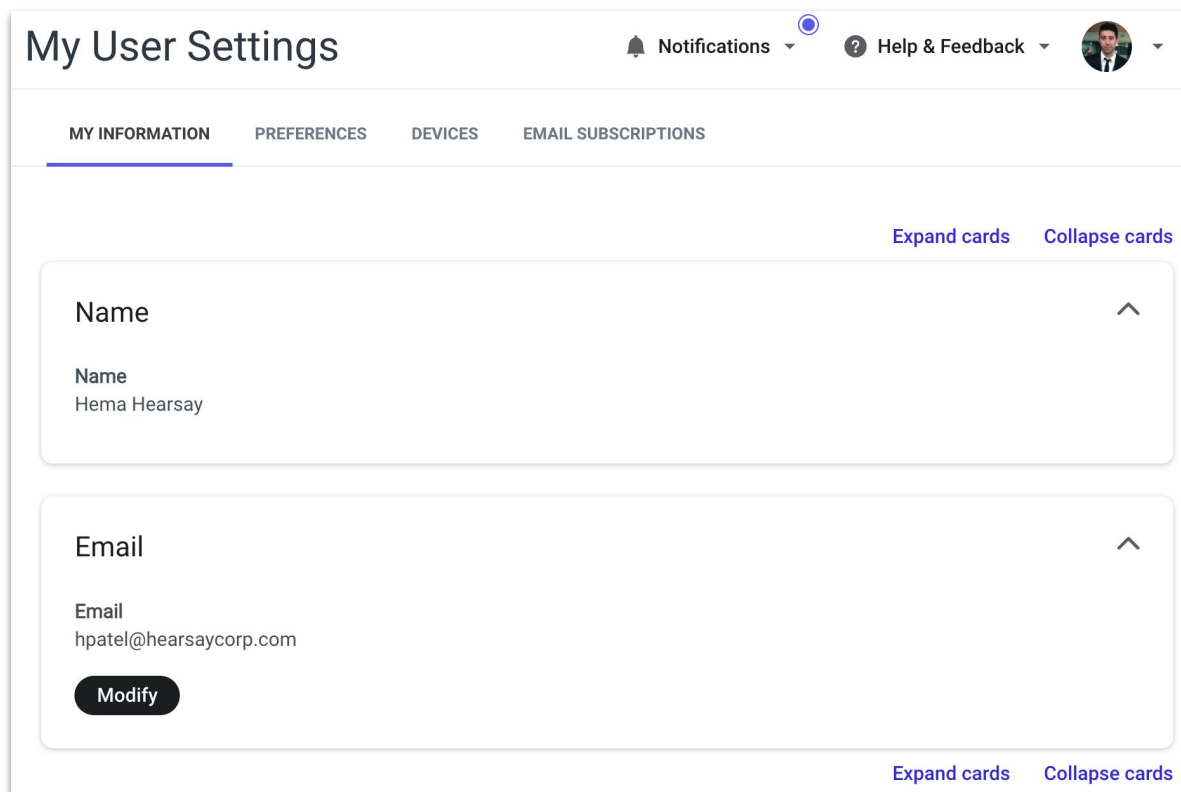 My User Settings
Notifications
Help & Feedback
MY INFORMATION PREFERENCES DEVICES EMAIL SUBSCRIPTIONS
Expand cards Collapse cards
Name
Name
Hema Hearsay
Email
Email
hpatel@hearsaycorp.com
Modify
Expand cards Collapse cards